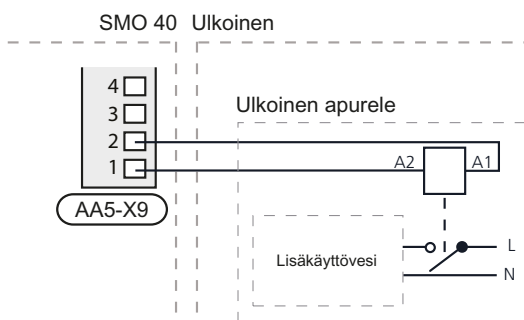 SMO 40 Ulkoinen
4
3
Ulkoinen apurele
2
1
A2 A1
AA5-X9
Lisäkäyttövesi
L
N